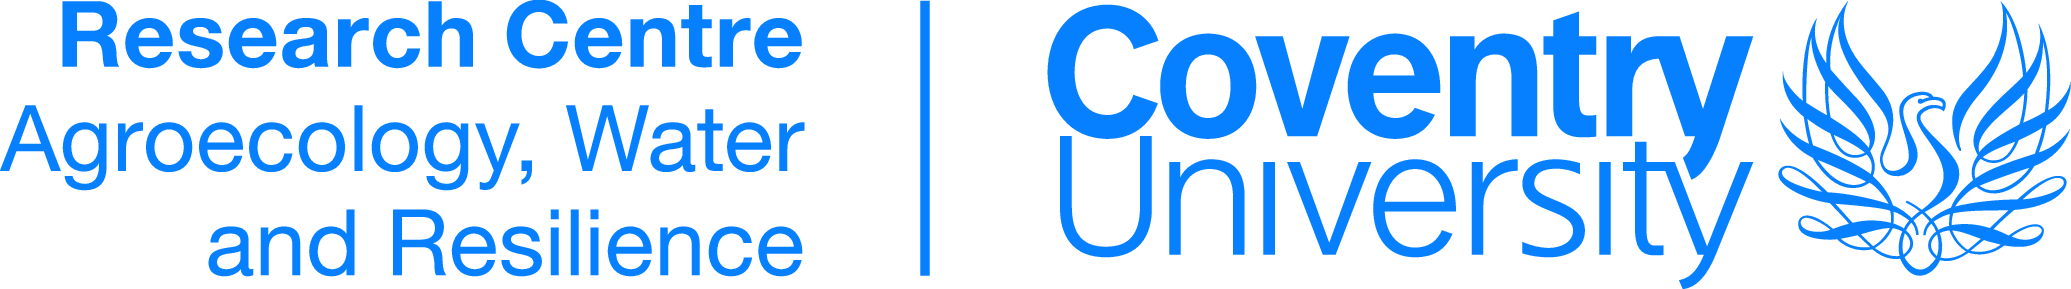 Research Centre
Agroecology, Water
and Resilience
Coventry
University